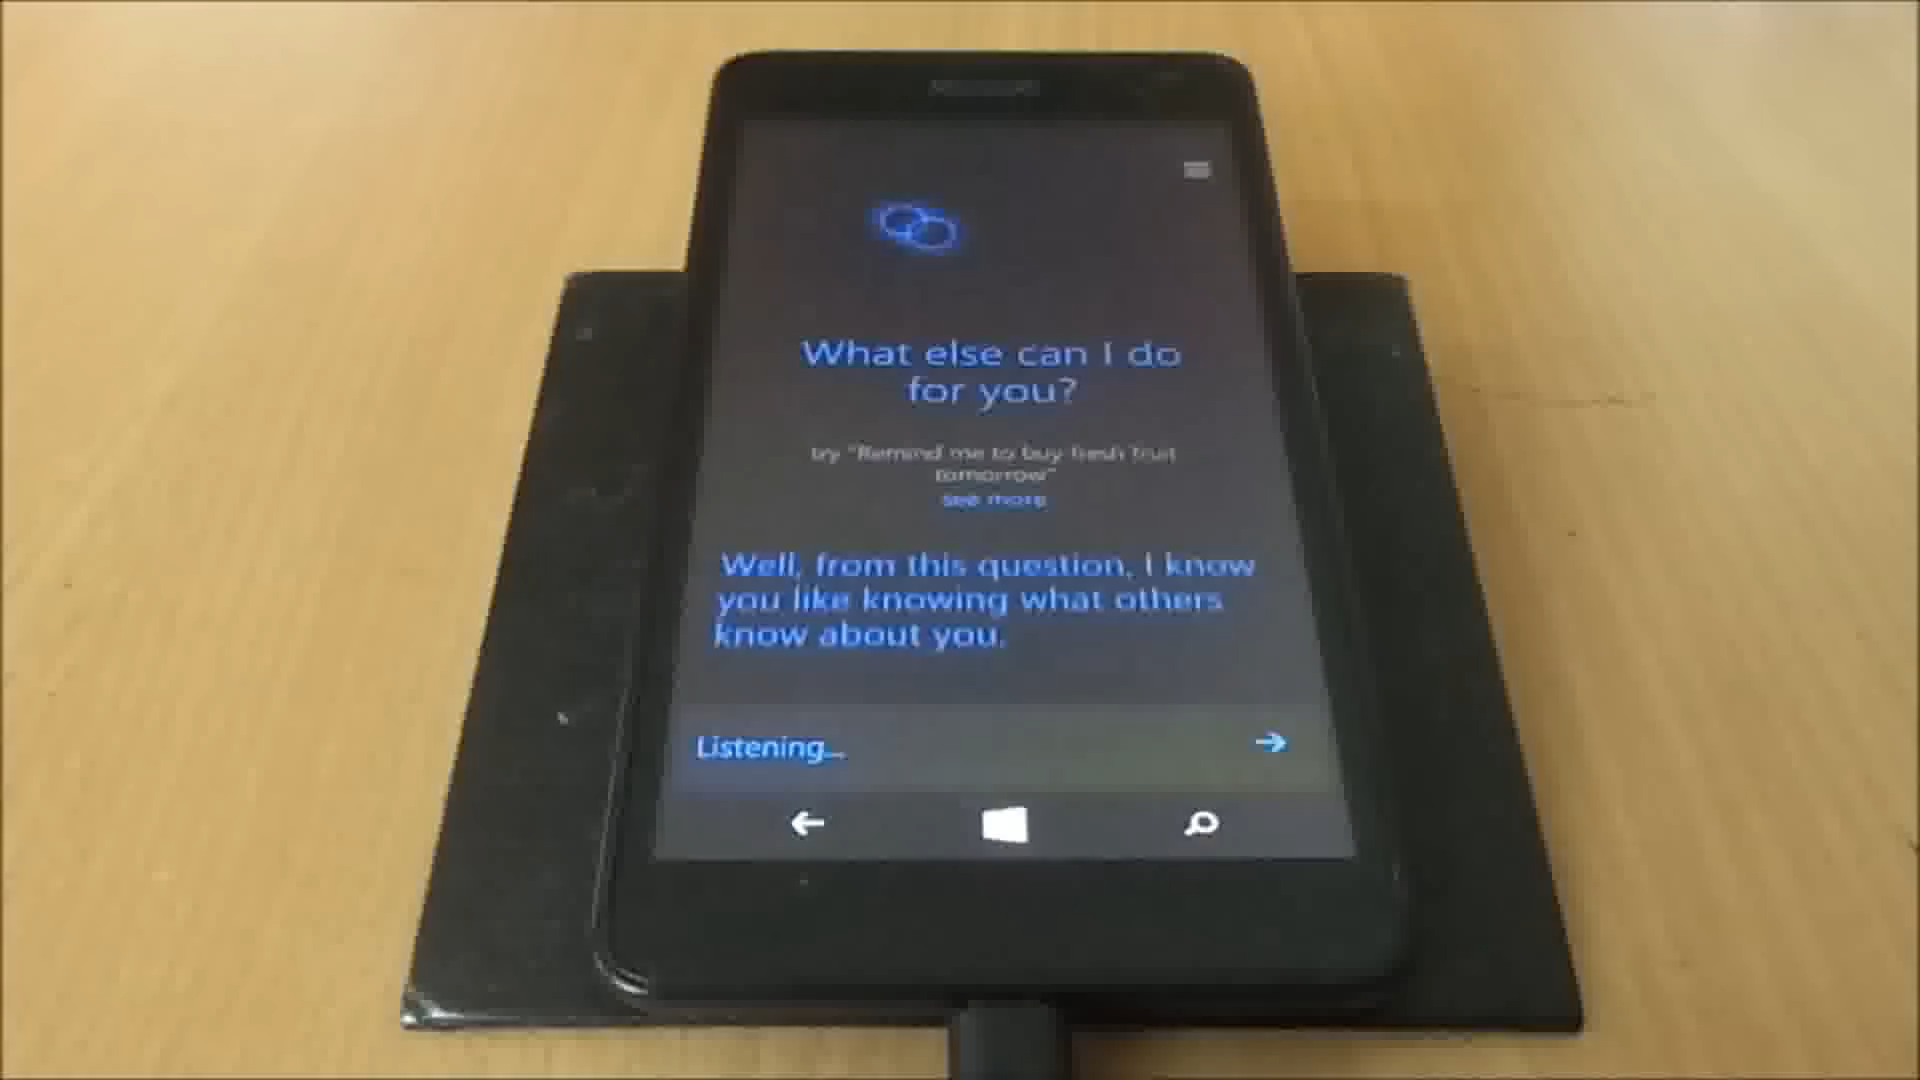 What else can I do
for you?
try "Remind me to buy fresh fruit
tomorrow"
see more
Well, from this question, I know
you like knowing what others
know about you.
Listening...